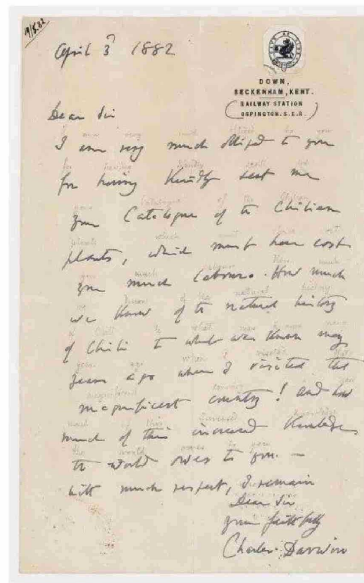 April 3ᵈ 1882
DOWN,
BECKENHAM, KENT.
RAILWAY STATION
ORPINGTON. S.E.R.
Dear Sir
I am very much obliged to you
for having kindly sent me
your Catalogue of the Chilian
plants, which must have cost
you much labour. How much
we know of the natural history
of Chili to what was known many
years ago when I visited that
magnificent country! and how
much of this increased knowledge
the world owes to you. —
With much respect, I remain
Dear Sir
yours faithfully
Charles Darwin